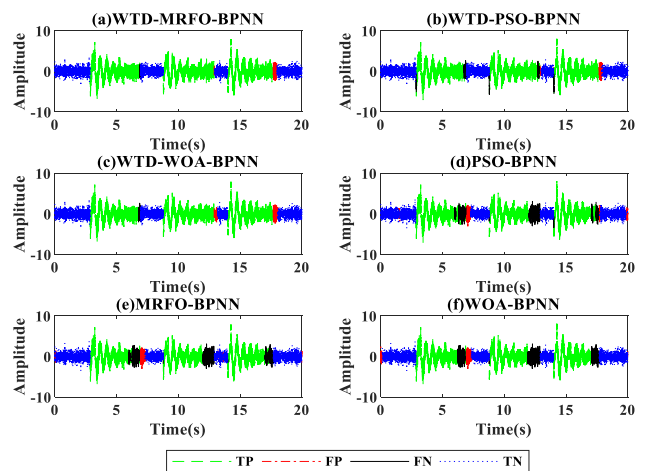 (a)WTD-MRFO-BPNN
(b)WTD-PSO-BPNN
10
0
-10
Amplitude
0 5 10 15 20
Time(s)
10
0
-10
Amplitude
0 5 10 15 20
Time(s)
(c)WTD-WOA-BPNN
(d)PSO-BPNN
10
0
-10
Amplitude
0 5 10 15 20
Time(s)
10
0
-10
Amplitude
0 5 10 15 20
Time(s)
(e)MRFO-BPNN
(f)WOA-BPNN
10
0
-10
Amplitude
0 5 10 15 20
Time(s)
10
0
-10
Amplitude
0 5 10 15 20
Time(s)
TP FP FN TN